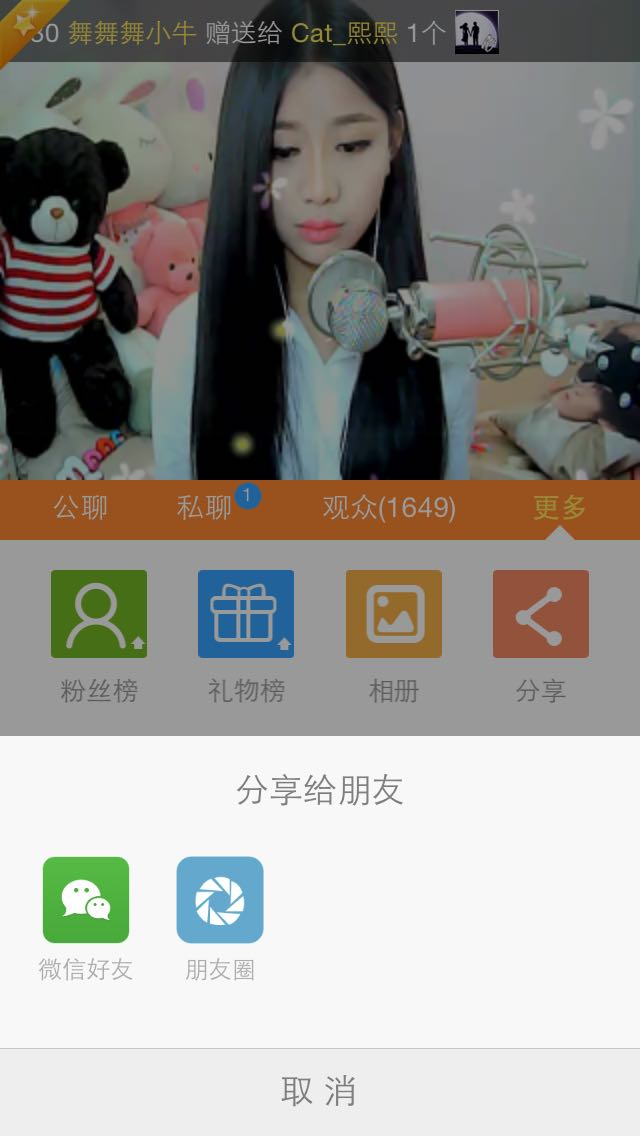 30 舞舞舞小牛 赠送给 Cat_熙熙 1个
公聊 私聊 1 观众(1649) 更多
粉丝榜 礼物榜 相册 分享
分享给朋友
微信好友 朋友圈
取 消